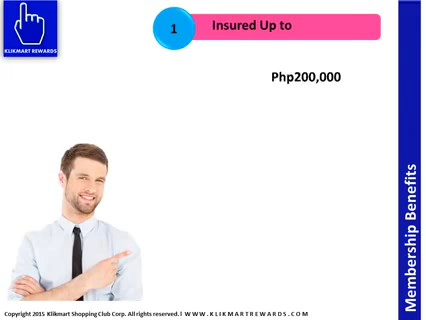 KLIKMART REWARDS
1
Insured Up to
Php200,000
Membership Benefits
Copyright 2015 Klikmart Shopping Club Corp. All rights reserved. I W W W . K L I K M A R T R E W A R D S . C O M